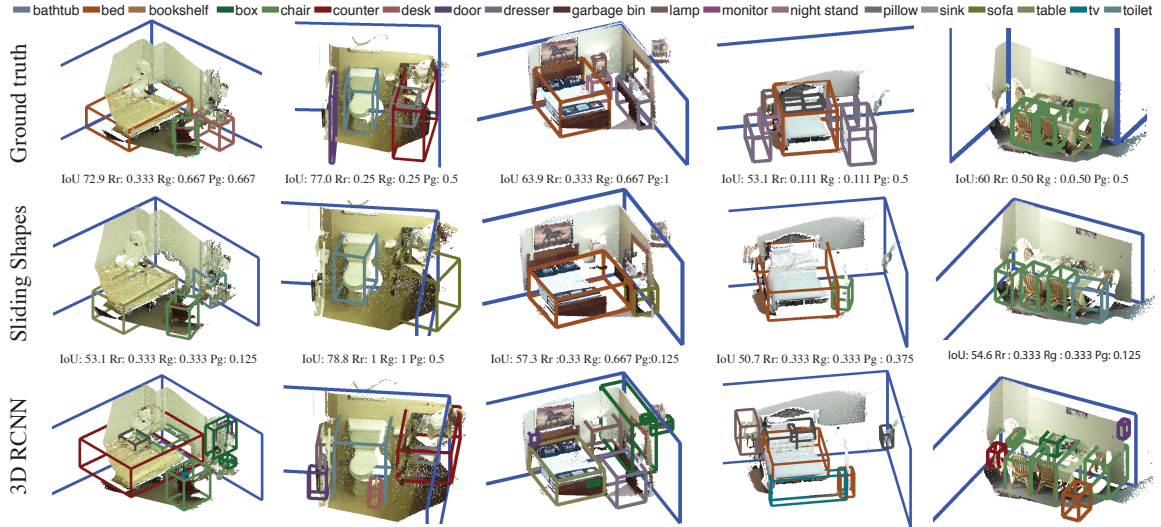 bathtub bed bookshelf box chair counter desk door dresser garbage bin lamp monitor night stand pillow sink sofa table tv toilet
Ground truth
IoU 72.9 Rr: 0.333 Rg: 0.667 Pg: 0.667
IoU: 77.0 Rr: 0.25 Rg: 0.25 Pg: 0.5
IoU 63.9 Rr: 0.333 Rg: 0.667 Pg:1
IoU: 53.1 Rr: 0.111 Rg : 0.111 Pg: 0.5
IoU:60 Rr: 0.50 Rg : 0.0.50 Pg: 0.5
Sliding Shapes
IoU: 53.1 Rr: 0.333 Rg: 0.333 Pg: 0.125
IoU: 78.8 Rr: 1 Rg: 1 Pg: 0.5
IoU: 57.3 Rr :0.33 Rg: 0.667 Pg:0.125
IoU 50.7 Rr: 0.333 Rg: 0.333 Pg : 0.375
IoU: 54.6 Rr : 0.333 Rg : 0.333 Pg: 0.125
3D RCNN